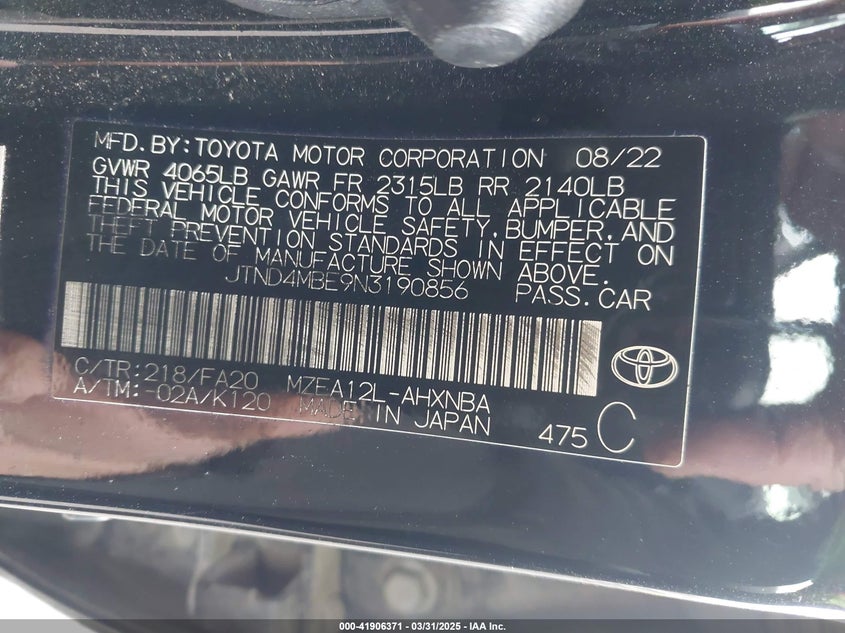 MFD. BY: TOYOTA MOTOR CORPORATION 08/22
GVWR 4065LB GAWR FR 2315LB RR 2140LB
THIS VEHICLE CONFORMS TO ALL APPLICABLE
FEDERAL MOTOR VEHICLE SAFETY, BUMPER, AND
THEFT PREVENTION STANDARDS IN EFFECT ON
THE DATE OF MANUFACTURE SHOWN ABOVE.
JTND4MBE9N3190856 PASS. CAR
C/TR: 218/FA20 MZEA12L-AHXNBA
A/TM: -02A/K120 MADE IN JAPAN
475 C
000-41906371 - 03/31/2025 - IAA Inc.